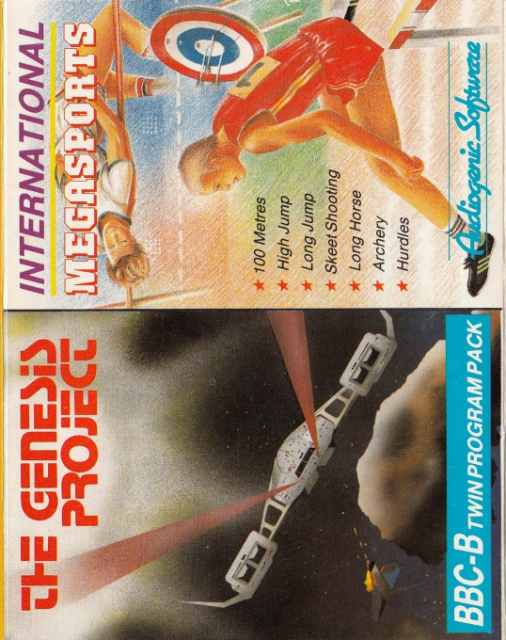 THE GENESIS
PROJECT
BBC-B TWIN PROGRAM PACK
INTERNATIONAL
MEGASPORTS
★ 100 Metres
★ High Jump
★ Long Jump
★ Skeet Shooting
★ Long Horse
★ Archery
★ Hurdles
Audiogenic Software